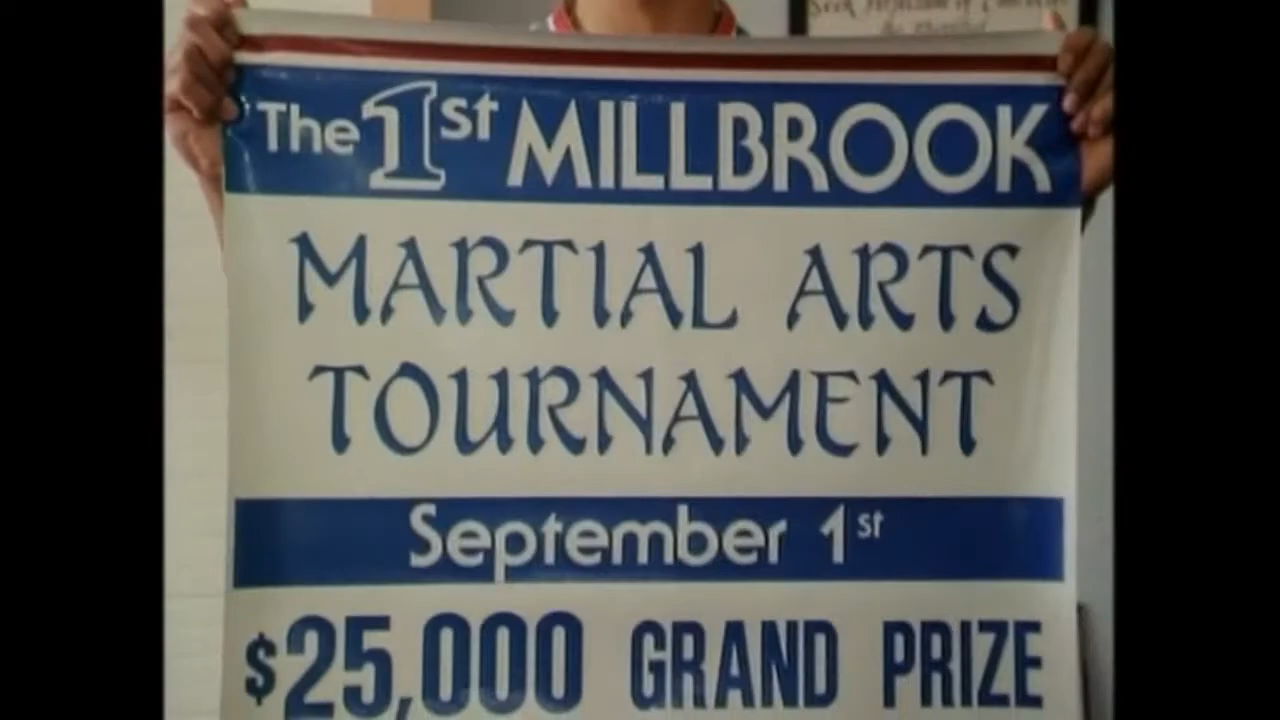 The 1st MILLBROOK
MARTIAL ARTS
TOURNAMENT
September 1st
$25,000 GRAND PRIZE